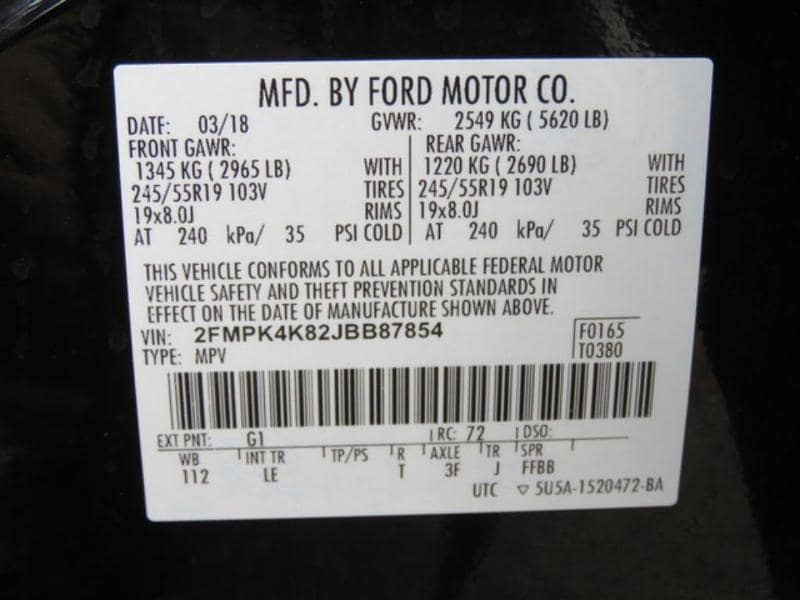 MFD. BY FORD MOTOR CO.
DATE: 03/18 GVWR: 2549 KG ( 5620 LB)
FRONT GAWR: REAR GAWR:
1345 KG ( 2965 LB) WITH 1220 KG ( 2690 LB) WITH
245/55R19 103V TIRES 245/55R19 103V TIRES
19x8.0J RIMS 19x8.0J RIMS
AT 240 kPa/ 35 PSI COLD AT 240 kPa/ 35 PSI COLD
THIS VEHICLE CONFORMS TO ALL APPLICABLE FEDERAL MOTOR
VEHICLE SAFETY AND THEFT PREVENTION STANDARDS IN
EFFECT ON THE DATE OF MANUFACTURE SHOWN ABOVE.
VIN: 2FMPK4K82JBB87854 F0165
TYPE: MPV T0380
EXT PNT: G1 RC: 72 DSO:
WB INT TR TP/PS R AXLE TR SPR
112 LE T 3F J FFBB
UTC ▽ 5U5A-1520472-BA